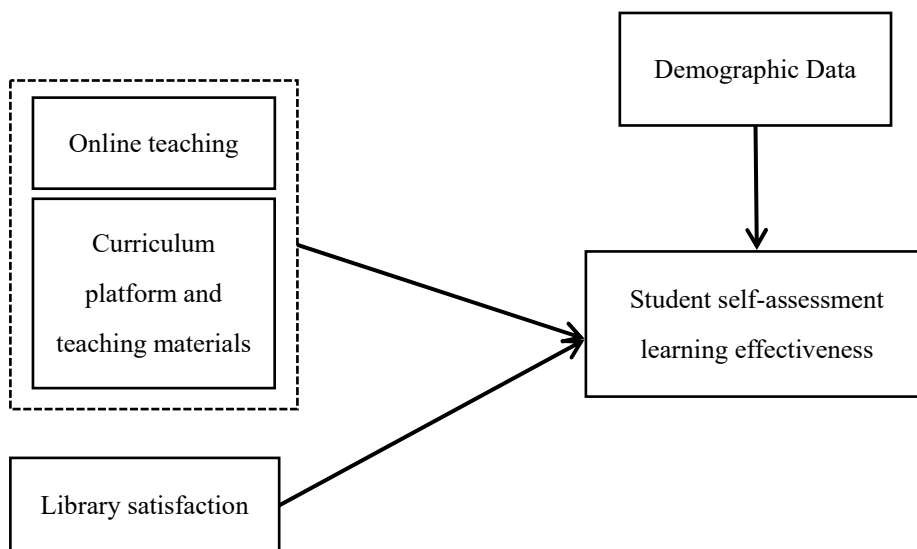 Demographic Data
Online teaching
Curriculum
platform and
teaching materials
Student self-assessment
learning effectiveness
Library satisfaction